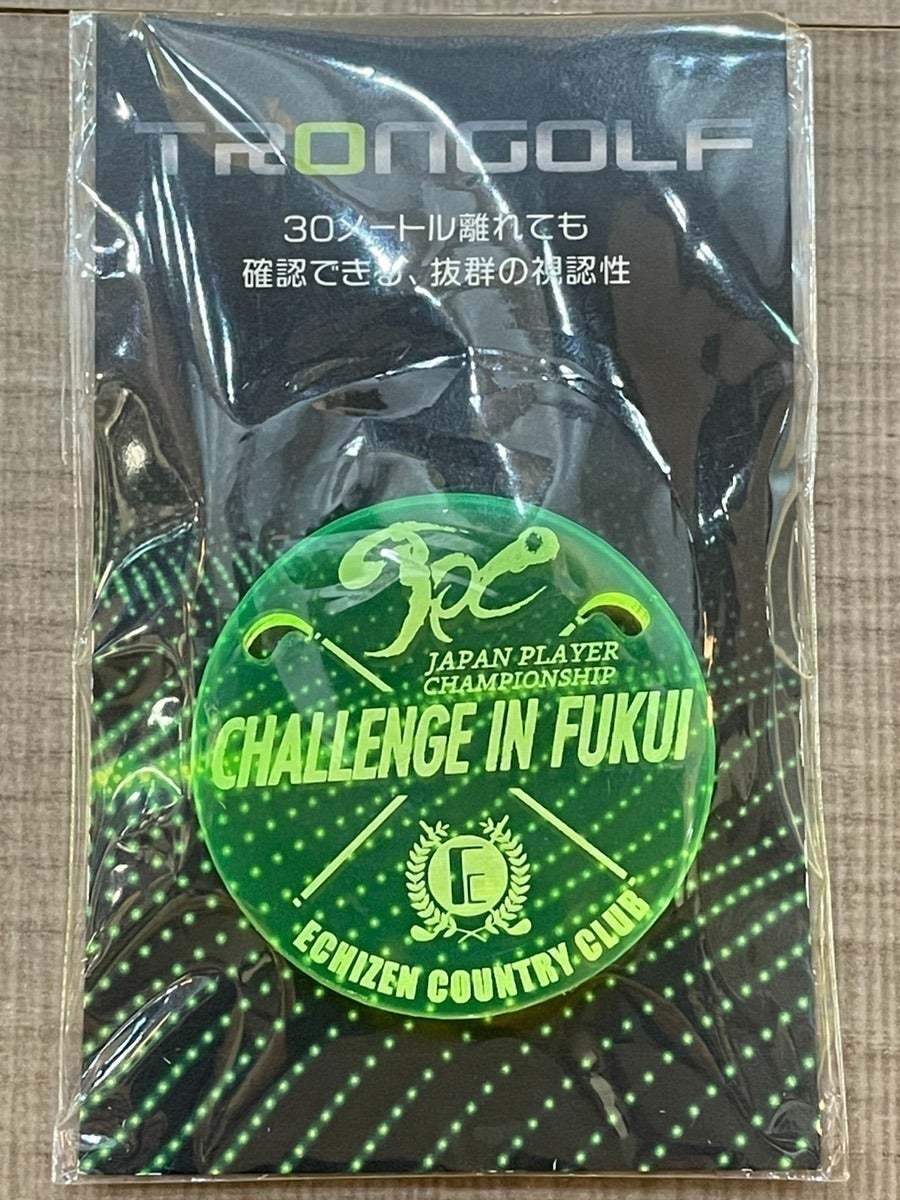 TRONGOLF
30メートル離れても
確認できる、抜群の視認性
JPC
JAPAN PLAYER
CHAMPIONSHIP
CHALLENGE IN FUKUI
E
ECHIZEN COUNTRY CLUB